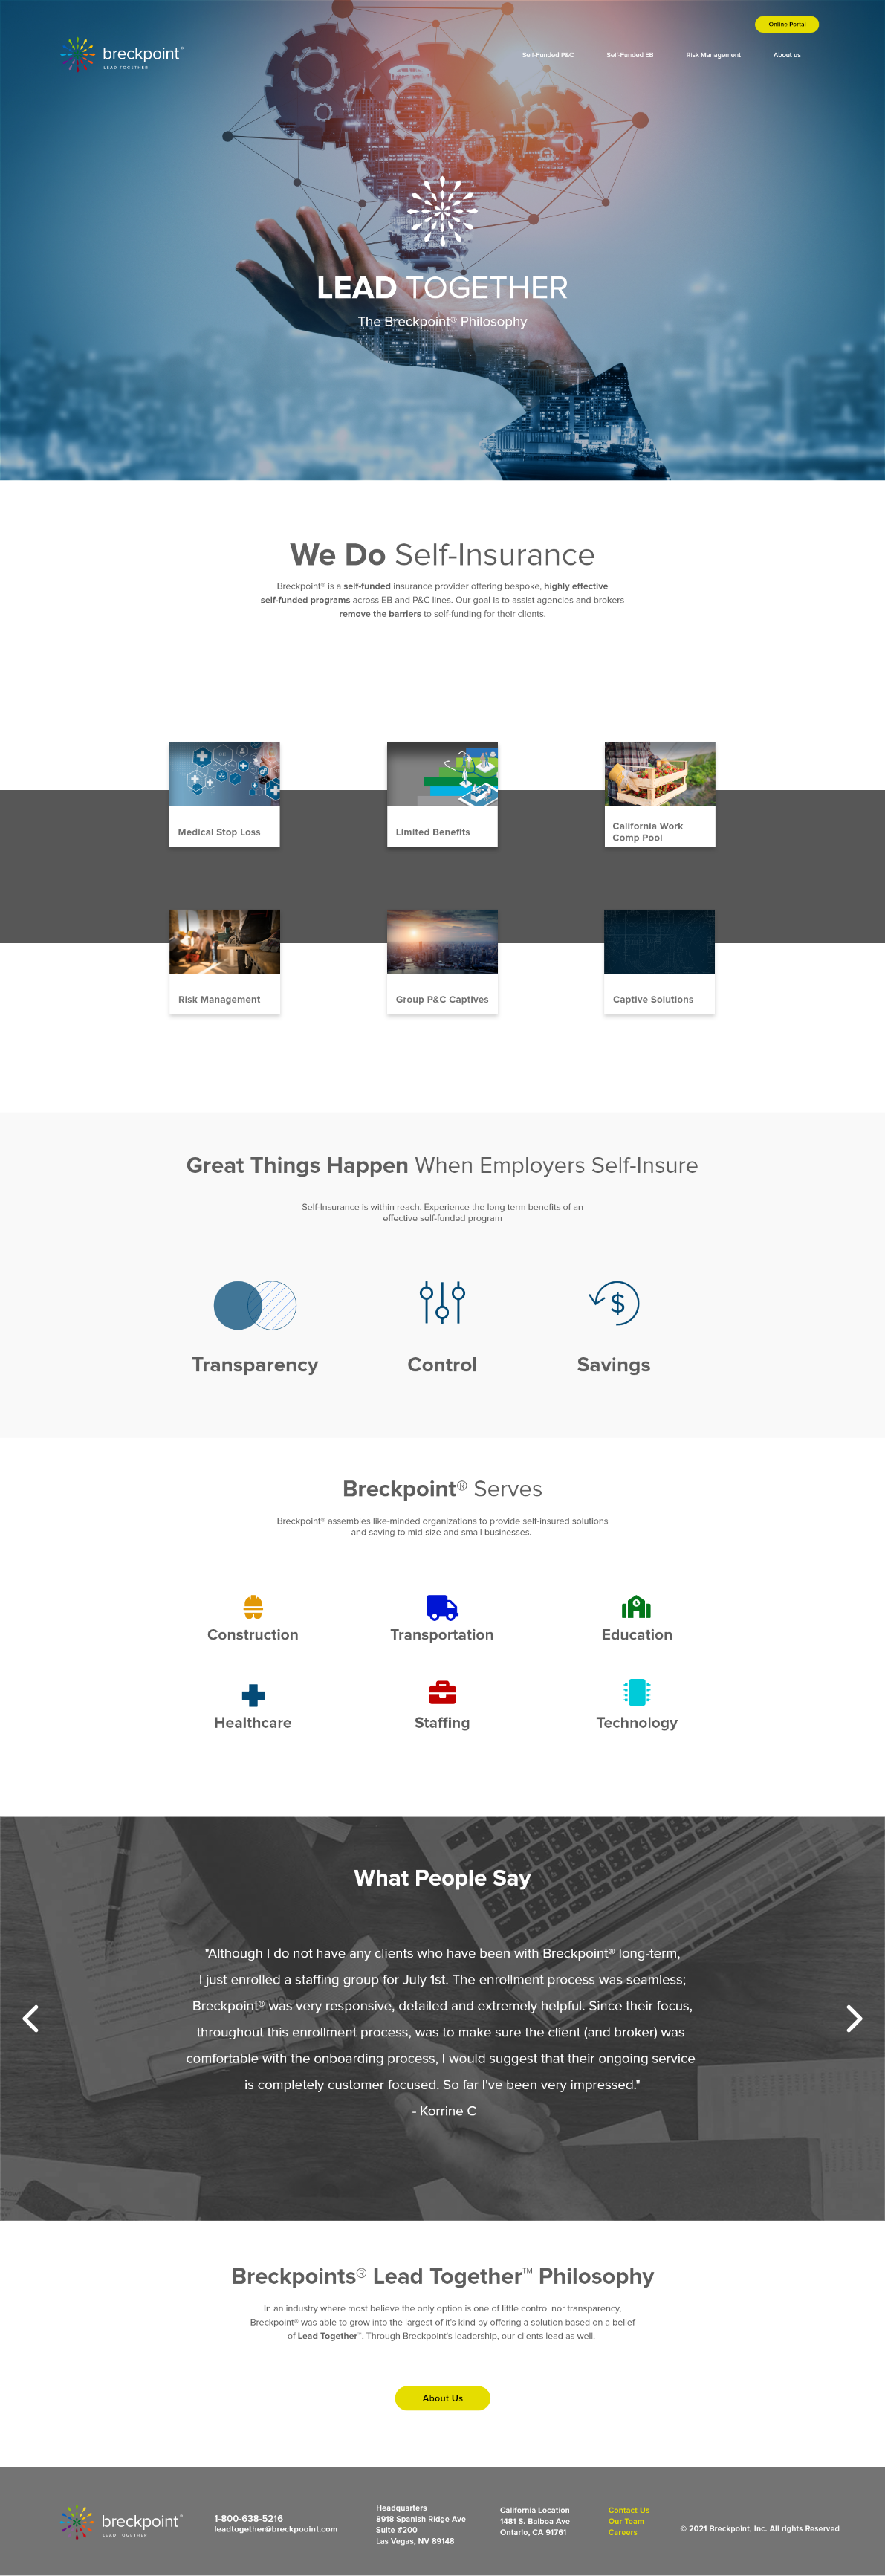 Online Portal
breckpoint®
LEAD TOGETHER
Self-Funded P&C
Self-Funded EB
Risk Management
About us
LEAD TOGETHER
The Breckpoint® Philosophy
We Do Self-Insurance
Breckpoint® is a self-funded insurance provider offering bespoke, highly effective
self-funded programs across EB and P&C lines. Our goal is to assist agencies and brokers
remove the barriers to self-funding for their clients.
Medical Stop Loss
Limited Benefits
California Work
Comp Pool
Risk Management
Group P&C Captives
Captive Solutions
Great Things Happen When Employers Self-Insure
Self-Insurance is within reach. Experience the long term benefits of an
effective self-funded program
Transparency
Control
Savings
Breckpoint® Serves
Breckpoint® assembles like-minded organizations to provide self-insured solutions
and saving to mid-size and small businesses.
Construction
Transportation
Education
Healthcare
Staffing
Technology
What People Say
"Although I do not have any clients who have been with Breckpoint® long-term,
I just enrolled a staffing group for July 1st. The enrollment process was seamless;
Breckpoint® was very responsive, detailed and extremely helpful. Since their focus,
throughout this enrollment process, was to make sure the client (and broker) was
comfortable with the onboarding process, I would suggest that their ongoing service
is completely customer focused. So far I've been very impressed."
- Korrine C
Breckpoints® Lead Together™ Philosophy
In an industry where most believe the only option is one of little control nor transparency,
Breckpoint® was able to grow into the largest of it's kind by offering a solution based on a belief
of Lead Together™. Through Breckpoint's leadership, our clients lead as well.
About Us
breckpoint®
LEAD TOGETHER
1-800-638-5216
leadtogether@breckpooint.com
Headquarters
8918 Spanish Ridge Ave
Suite #200
Las Vegas, NV 89148
California Location
1481 S. Balboa Ave
Ontario, CA 91761
Contact Us
Our Team
Careers
© 2021 Breckpoint, Inc. All rights Reserved